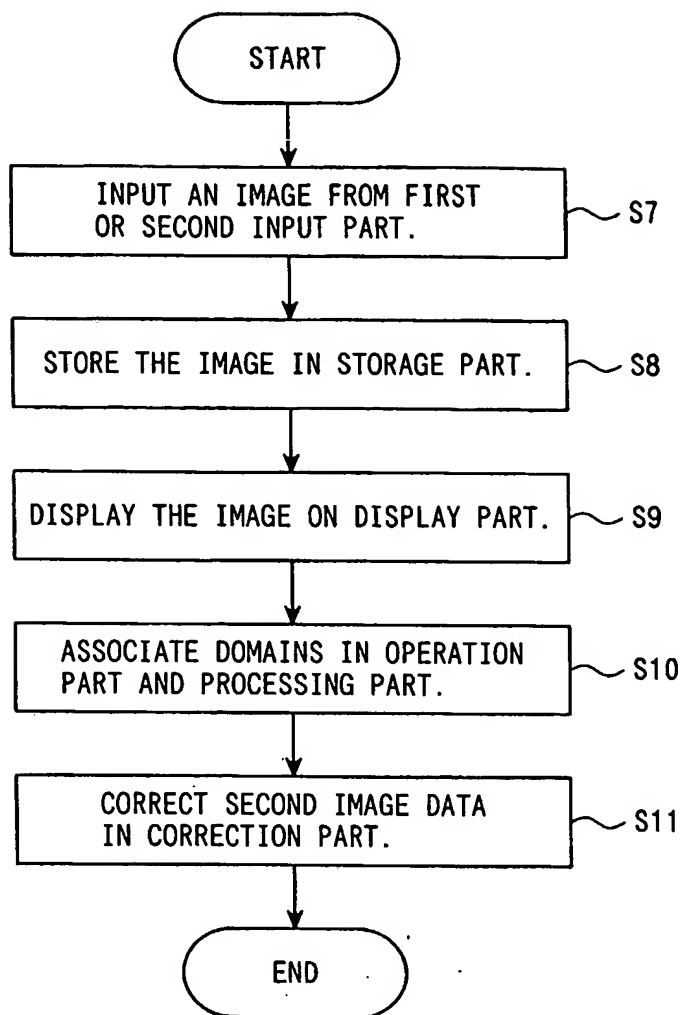 START
INPUT AN IMAGE FROM FIRST
OR SECOND INPUT PART.
S7
STORE THE IMAGE IN STORAGE PART.
S8
DISPLAY THE IMAGE ON DISPLAY PART.
S9
ASSOCIATE DOMAINS IN OPERATION
PART AND PROCESSING PART.
S10
CORRECT SECOND IMAGE DATA
IN CORRECTION PART.
S11
END